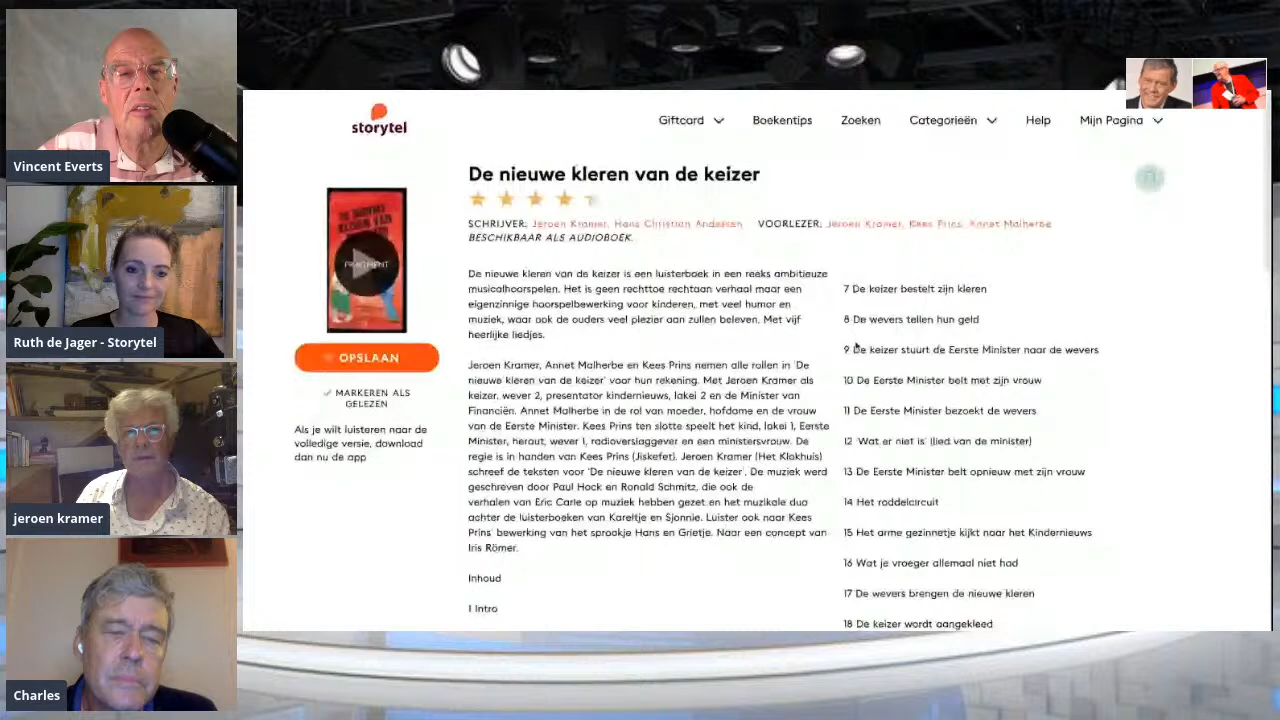 Vincent Everts
Ruth de Jager - Storytel
jeroen kramer
Charles
storytel
Giftcard
Boekentips
Zoeken
Categorieën
Help
Mijn Pagina
De nieuwe kleren van de keizer
SCHRIJVER: Jeroen Kramer, Hans Christian Andersen VOORLEZER: Jeroen Kramer, Kees Prins, Annet Malherbe
BESCHIKBAAR ALS AUDIOBOEK.
FRAGMENT
OPSLAAN
MARKEREN ALS
GELEZEN
Als je wilt luisteren naar de
volledige versie, download
dan nu de app
De nieuwe kleren van de keizer is een luisterboek in een reeks ambitieuze
musicalhoorspelen. Het is geen rechttoe rechtaan verhaal maar een
eigenzinnige hoorspelbewerking voor kinderen, met veel humor en
muziek, waar ook de ouders veel plezier aan zullen beleven. Met vijf
heerlijke liedjes.
Jeroen Kramer, Annet Malherbe en Kees Prins nemen alle rollen in 'De
nieuwe kleren van de keizer' voor hun rekening. Met Jeroen Kramer als
keizer, wever 2, presentator kindernieuws, lakei 2 en de Minister van
Financiën. Annet Malherbe in de rol van moeder, hofdame en de vrouw
van de Eerste Minister. Kees Prins ten slotte speelt het kind, lakei 1, Eerste
Minister, heraut, wever 1, radioverslaggever en een ministersvrouw. De
regie is in handen van Kees Prins (Jiskefet). Jeroen Kramer (Het Klokhuis)
schreef de teksten voor 'De nieuwe kleren van de keizer'. De muziek werd
geschreven door Paul Hock en Ronald Schmitz, die ook de
verhalen van Eric Carle op muziek hebben gezet en het muzikale duo
achter de luisterboeken van Kareltje en Sjonnie. Luister ook naar Kees
Prins' bewerking van het sprookje Hans en Grietje. Naar een concept van
Iris Römer.
Inhoud
1 Intro
7 De keizer bestelt zijn kleren
8 De wevers tellen hun geld
9 De keizer stuurt de Eerste Minister naar de wevers
10 De Eerste Minister belt met zijn vrouw
11 De Eerste Minister bezoekt de wevers
12 'Wat er niet is' (lied van de minister)
13 De Eerste Minister belt opnieuw met zijn vrouw
14 Het roddelcircuit
15 Het arme gezinnetje kijkt naar het Kindernieuws
16 Wat je vroeger allemaal niet had
17 De wevers brengen de nieuwe kleren
18 De keizer wordt aangekleed